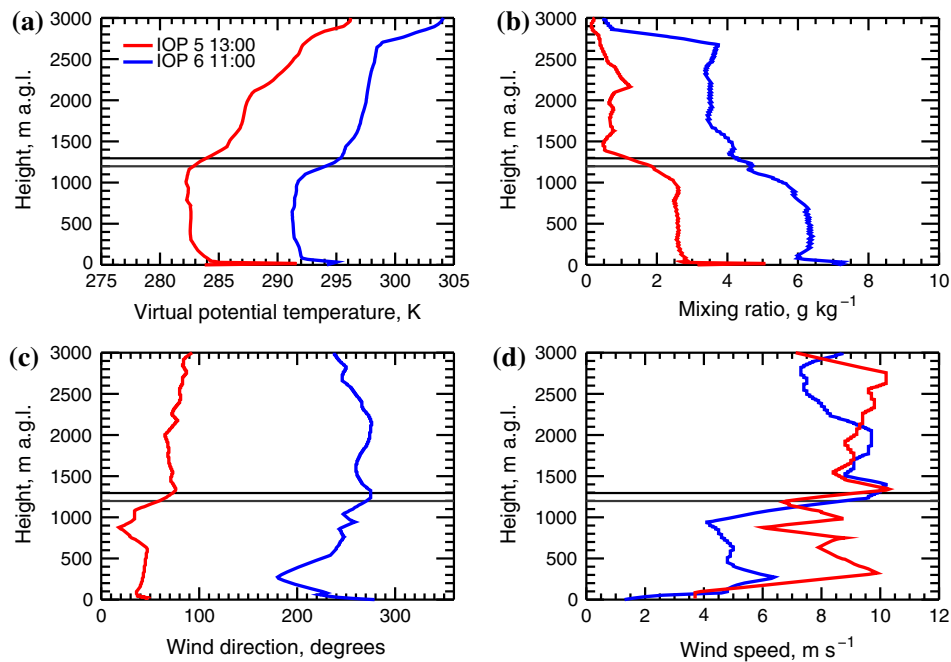 (a)
IOP 5 13:00
IOP 6 11:00
3000
2500
2000
1500
1000
500
0
Height, m a.g.l.
275 280 285 290 295 300 305
Virtual potential temperature, K
(b)
3000
2500
2000
1500
1000
500
0
Height, m a.g.l.
0 2 4 6 8 10
Mixing ratio, g kg⁻¹
(c)
3000
2500
2000
1500
1000
500
0
Height, m a.g.l.
0 100 200 300
Wind direction, degrees
(d)
3000
2500
2000
1500
1000
500
0
Height, m a.g.l.
0 2 4 6 8 10 12
Wind speed, m s⁻¹